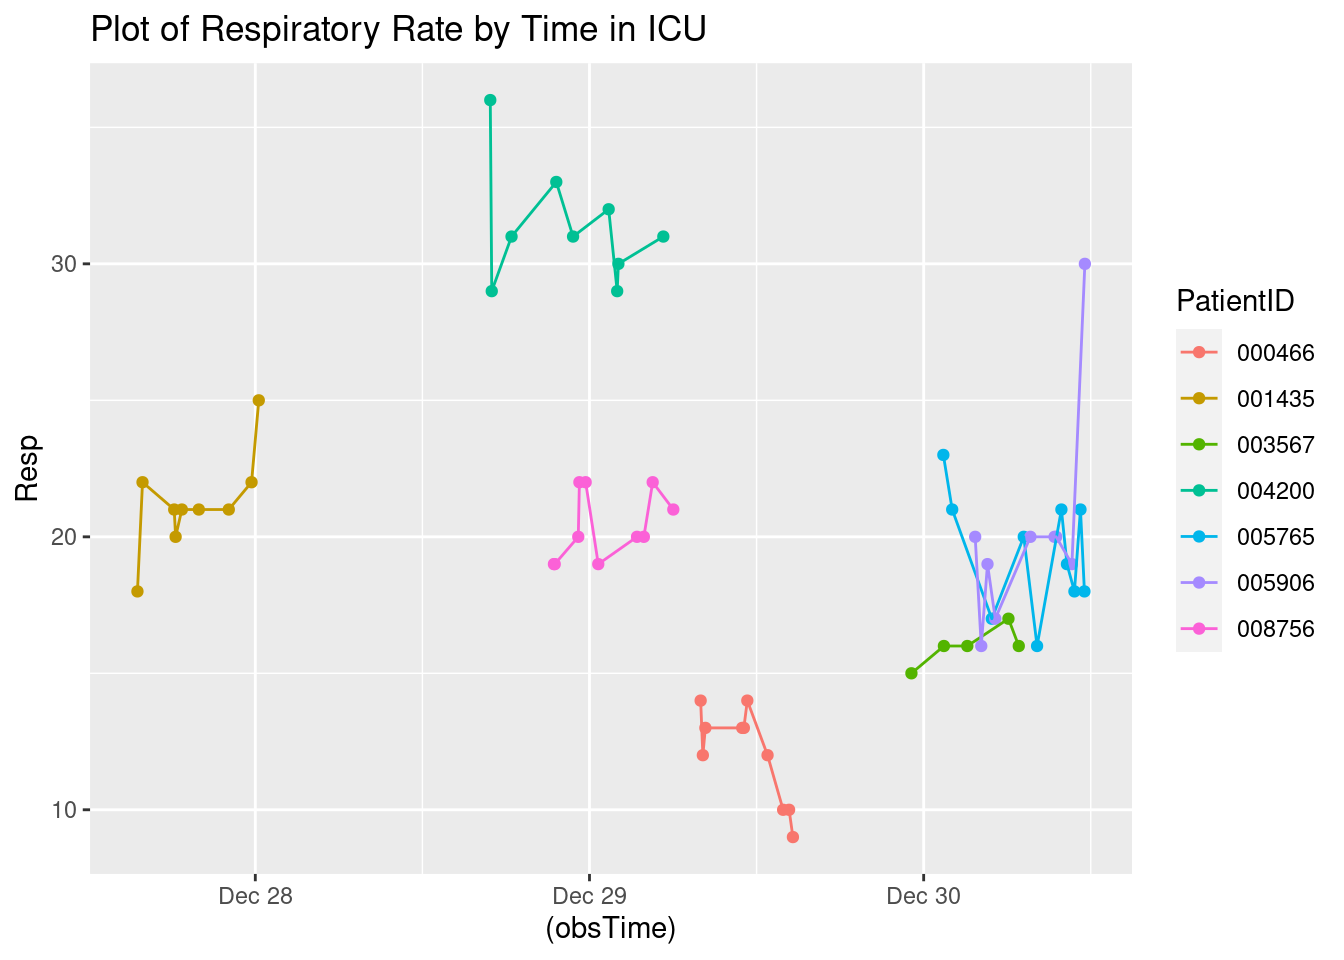 Plot of Respiratory Rate by Time in ICU
Resp
30
20
10
Dec 28
Dec 29
Dec 30
(obsTime)
PatientID
000466
001435
003567
004200
005765
005906
008756